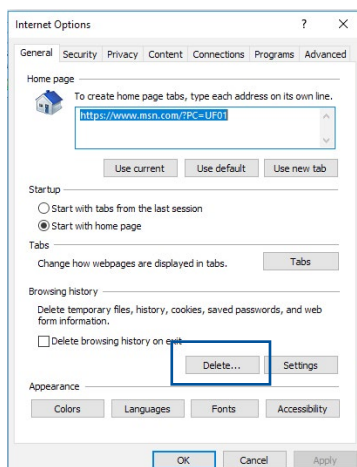 Internet Options ? X
General Security Privacy Content Connections Programs Advanced
Home page
To create home page tabs, type each address on its own line.
https://www.msn.com/?PC=UF01
Use current Use default Use new tab
Startup
Start with tabs from the last session
Start with home page
Tabs
Change how webpages are displayed in tabs. Tabs
Browsing history
Delete temporary files, history, cookies, saved passwords, and web
form information.
Delete browsing history on exit
Delete... Settings
Appearance
Colors Languages Fonts Accessibility
OK Cancel Apply